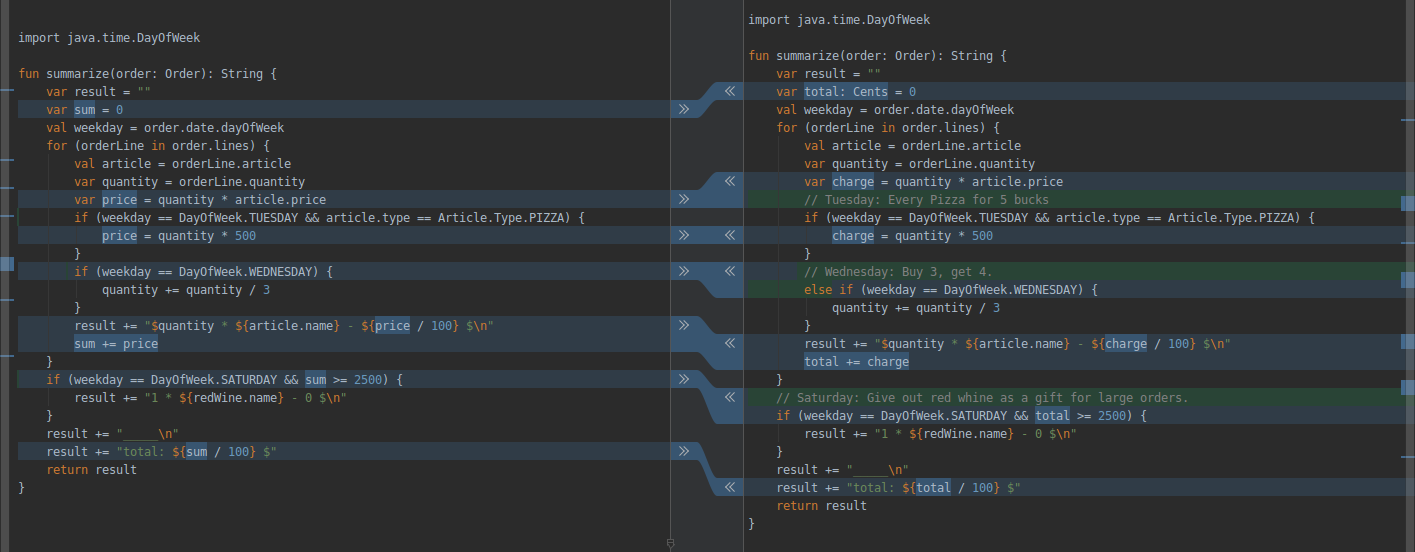 import java.time.DayOfWeek
fun summarize(order: Order): String {
    var result = ""
    var sum = 0
    val weekday = order.date.dayOfWeek
    for (orderLine in order.lines) {
        val article = orderLine.article
        var quantity = orderLine.quantity
        var price = quantity * article.price
        if (weekday == DayOfWeek.TUESDAY && article.type == Article.Type.PIZZA) {
            price = quantity * 500
        }
        if (weekday == DayOfWeek.WEDNESDAY) {
            quantity += quantity / 3
        }
        result += "$quantity * ${article.name} - ${price / 100} $\n"
        sum += price
    }
    if (weekday == DayOfWeek.SATURDAY && sum >= 2500) {
        result += "1 * ${redWine.name} - 0 $\n"
    }
    result += "_____\n"
    result += "total: ${sum / 100} $"
    return result
}
import java.time.DayOfWeek
fun summarize(order: Order): String {
    var result = ""
    var total: Cents = 0
    val weekday = order.date.dayOfWeek
    for (orderLine in order.lines) {
        val article = orderLine.article
        var quantity = orderLine.quantity
        var charge = quantity * article.price
        // Tuesday: Every Pizza for 5 bucks
        if (weekday == DayOfWeek.TUESDAY && article.type == Article.Type.PIZZA) {
            charge = quantity * 500
        }
        // Wednesday: Buy 3, get 4.
        else if (weekday == DayOfWeek.WEDNESDAY) {
            quantity += quantity / 3
        }
        result += "$quantity * ${article.name} - ${charge / 100} $\n"
        total += charge
    }
    // Saturday: Give out red whine as a gift for large orders.
    if (weekday == DayOfWeek.SATURDAY && total >= 2500) {
        result += "1 * ${redWine.name} - 0 $\n"
    }
    result += "_____\n"
    result += "total: ${total / 100} $"
    return result
}